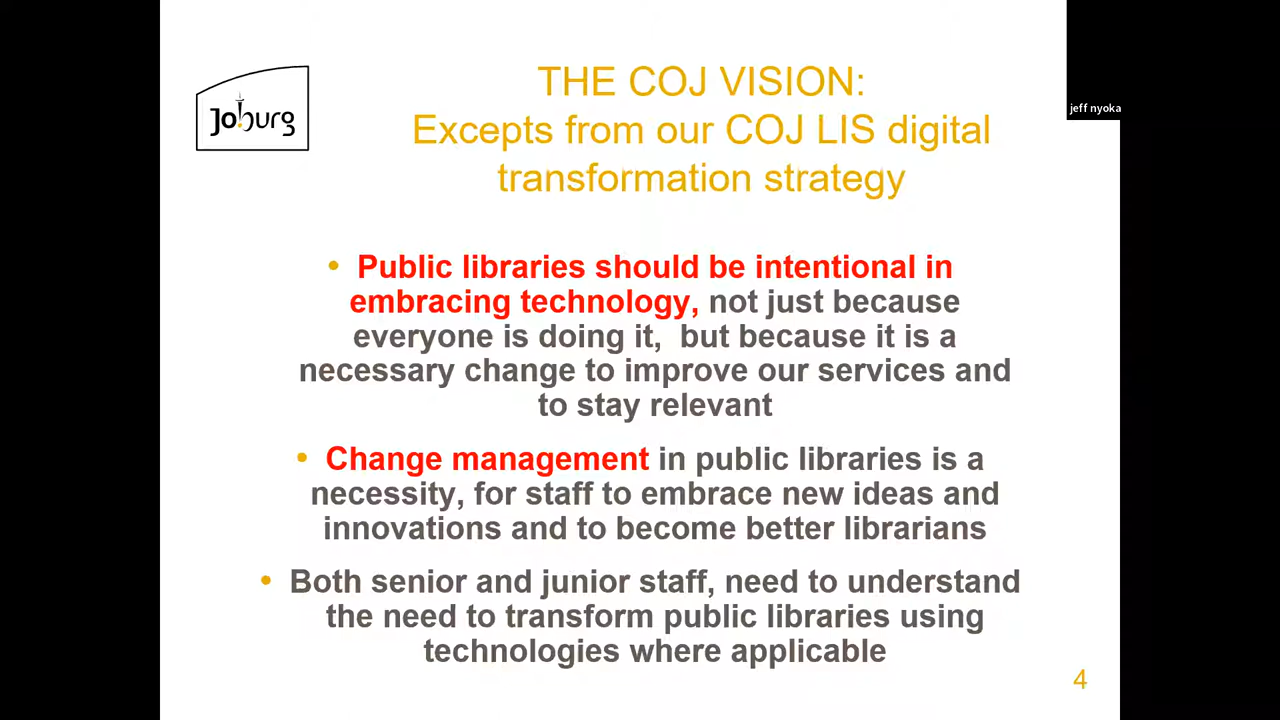 Joburg
THE COJ VISION:
Excepts from our COJ LIS digital
transformation strategy
jeff nyoka
• Public libraries should be intentional in
embracing technology, not just because
everyone is doing it, but because it is a
necessary change to improve our services and
to stay relevant
• Change management in public libraries is a
necessity, for staff to embrace new ideas and
innovations and to become better librarians
• Both senior and junior staff, need to understand
the need to transform public libraries using
technologies where applicable
4